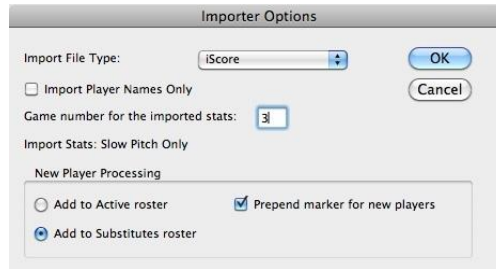 Importer Options
Import File Type: iScore OK
Import Player Names Only Cancel
Game number for the imported stats: 3
Import Stats: Slow Pitch Only
New Player Processing
Add to Active roster Prepend marker for new players
Add to Substitutes roster